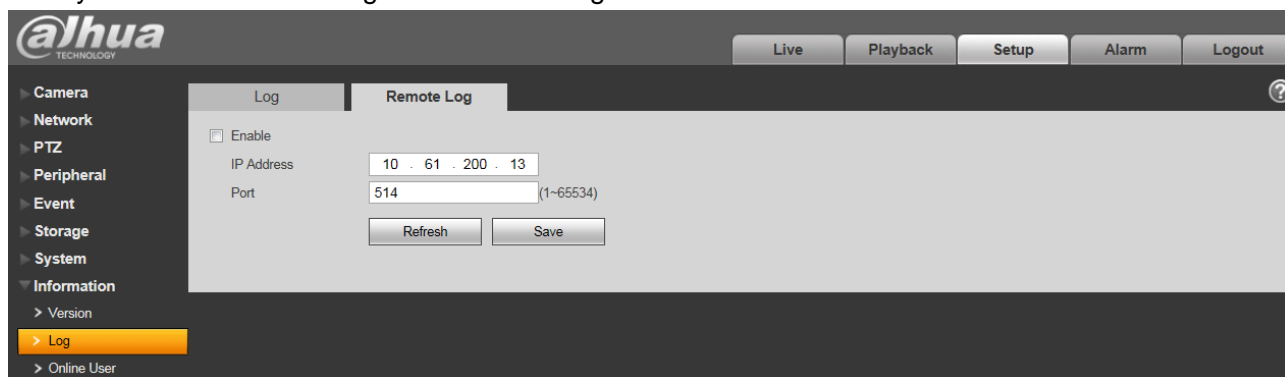 alhua
TECHNOLOGY
Live Playback Setup Alarm Logout
Camera
Network
PTZ
Peripheral
Event
Storage
System
Information
> Version
> Log
> Online User
Log Remote Log
?
Enable
IP Address 10 . 61 . 200 . 13
Port 514 (1~65534)
Refresh Save